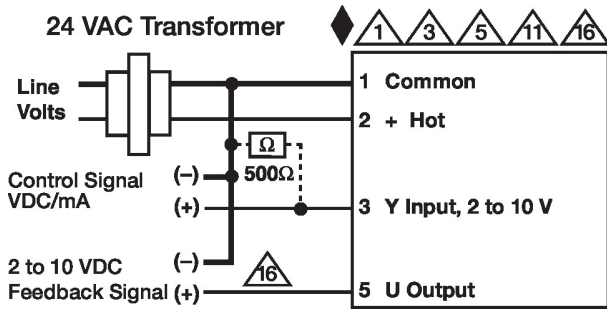 24 VAC Transformer
1 3 5 11 16
Line
Volts
1 Common
2 + Hot
Ω
500Ω
Control Signal (-)
VDC/mA (+)
3 Y Input, 2 to 10 V
2 to 10 VDC (-)
Feedback Signal (+)
16
5 U Output